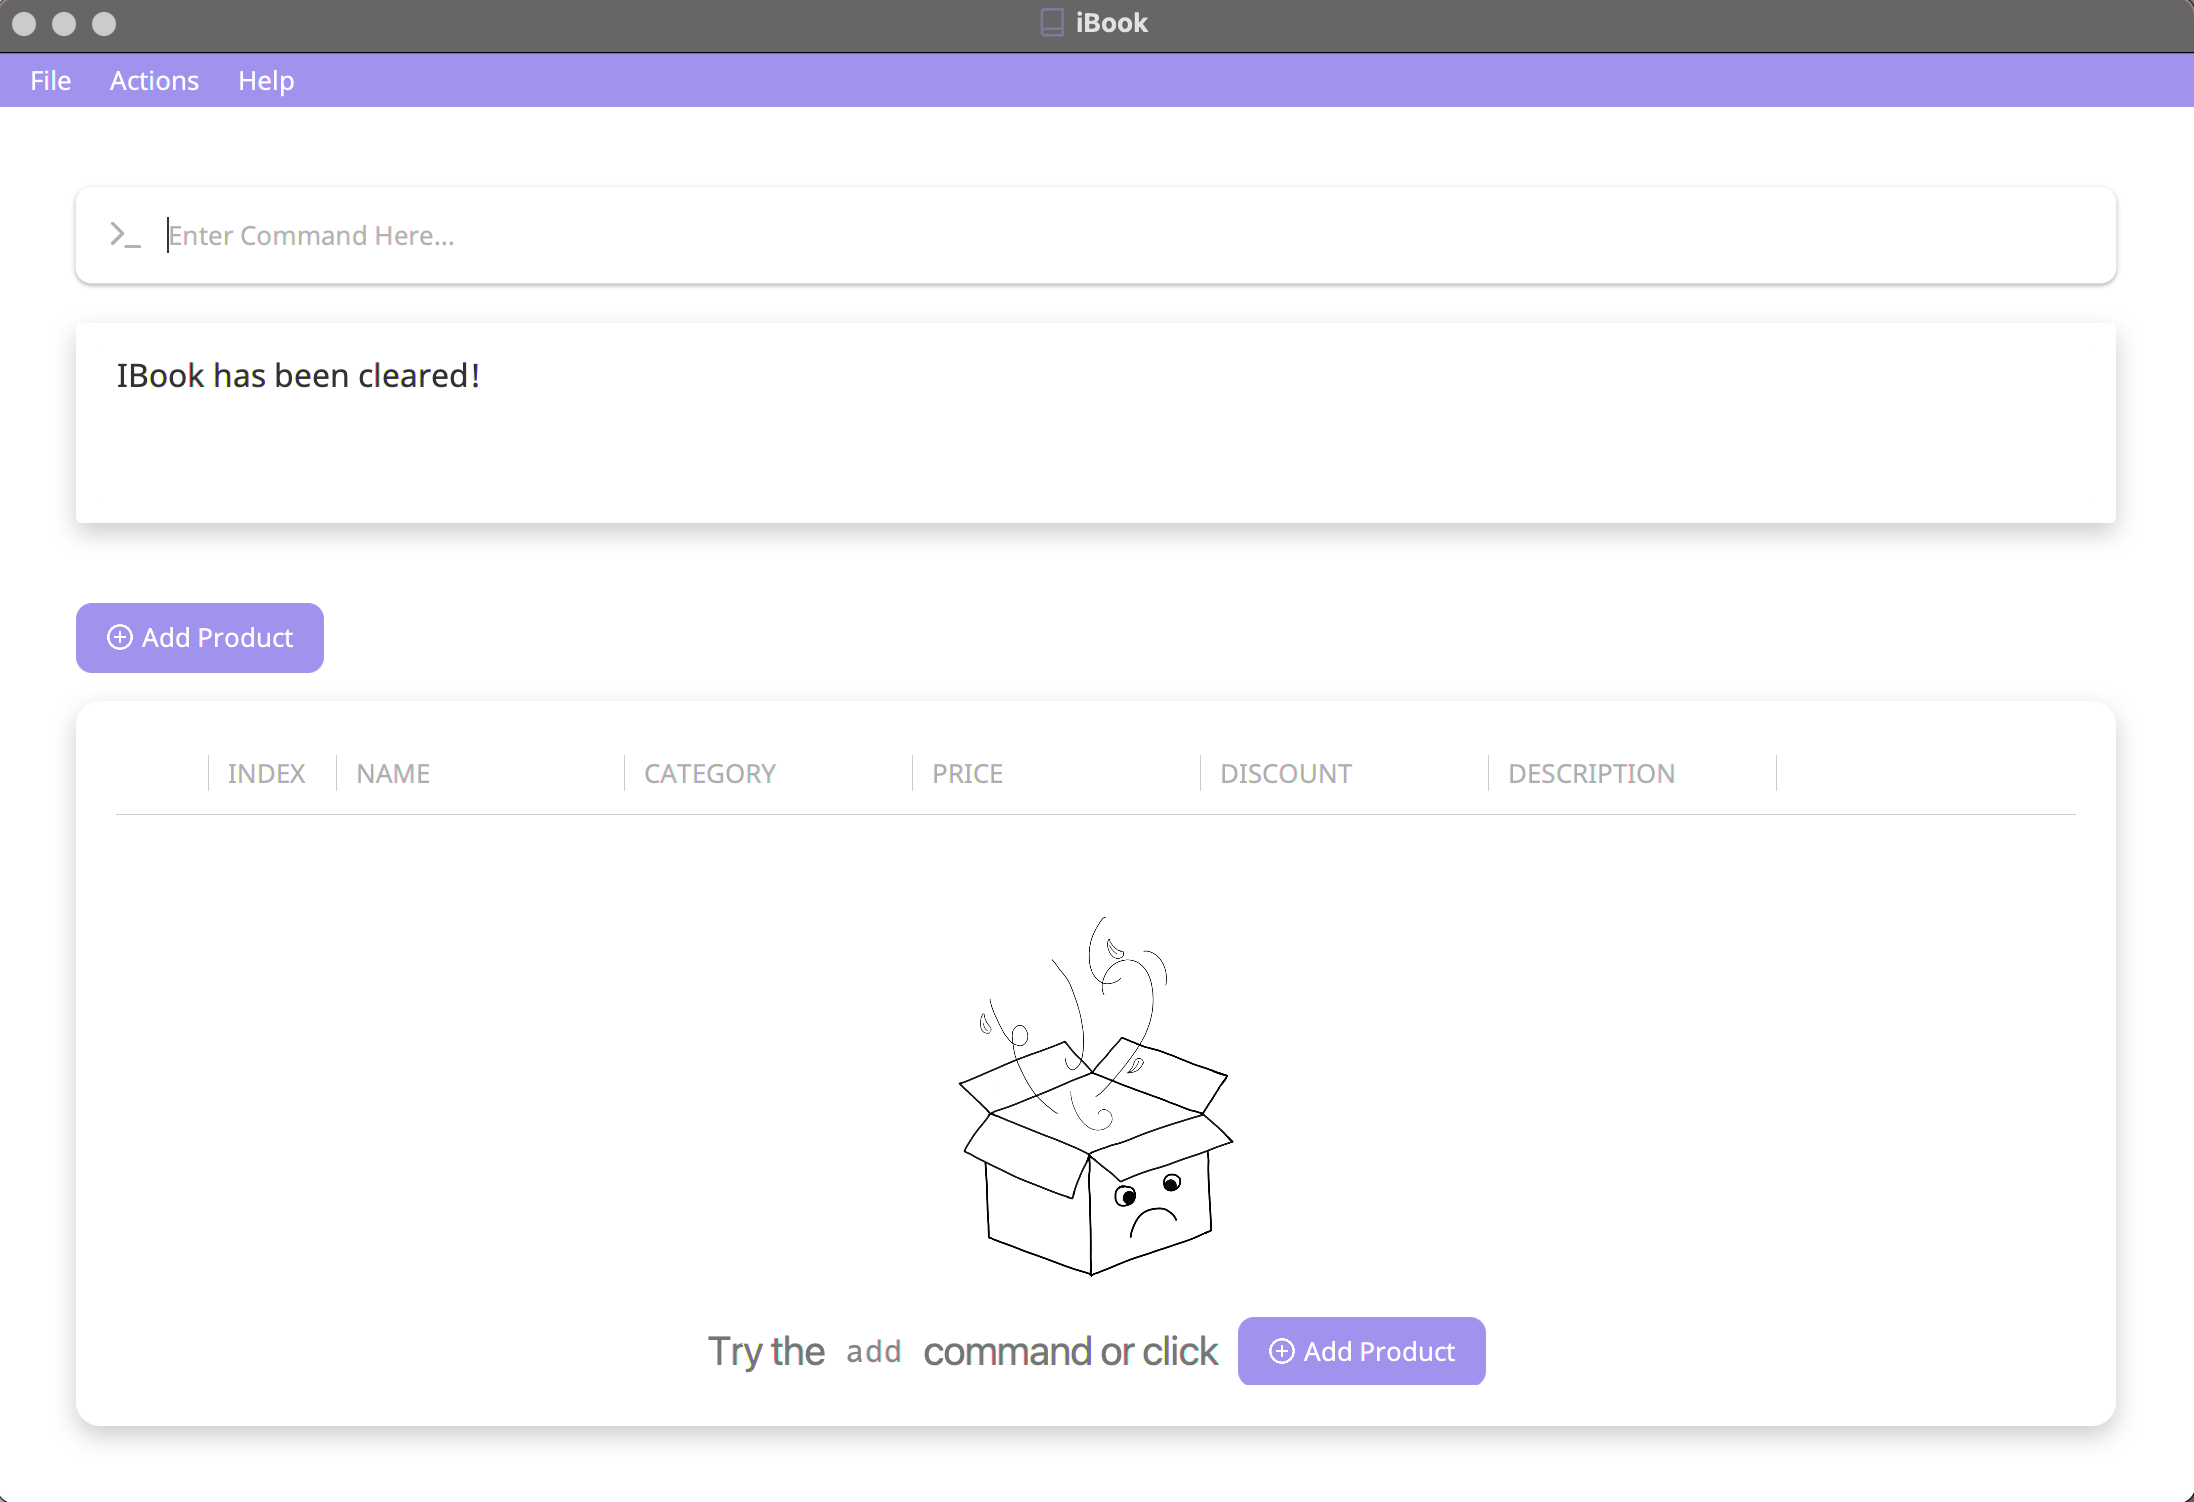 iBook
File Actions Help
Enter Command Here...
IBook has been cleared!
Add Product
INDEX NAME CATEGORY PRICE DISCOUNT DESCRIPTION
Try the add command or click Add Product